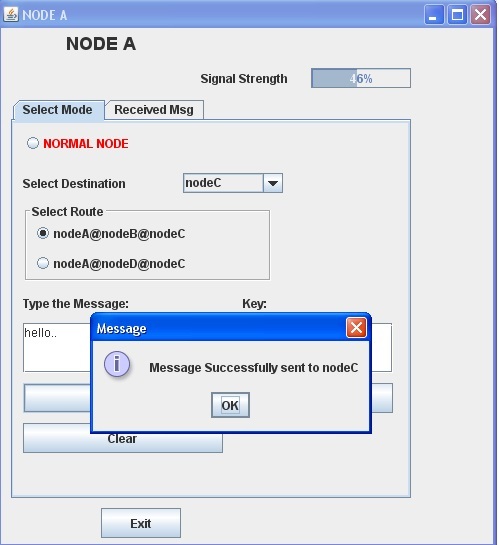 NODE A
NODE A
Signal Strength 46%
Select Mode Received Msg
NORMAL NODE
Select Destination nodeC
Select Route
nodeA@nodeB@nodeC
nodeA@nodeD@nodeC
Type the Message: Key:
hello..
Message
Message Successfully sent to nodeC
OK
Clear
Exit